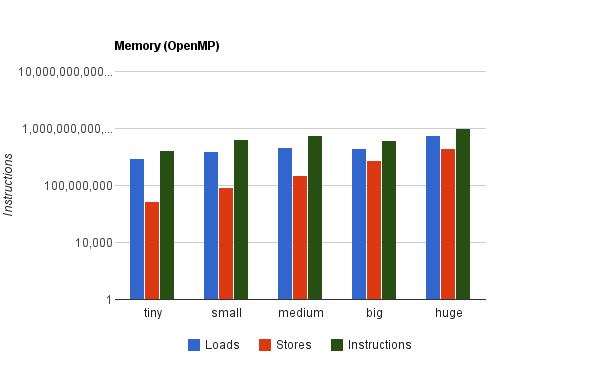 Memory (OpenMP)
10,000,000,000...
1,000,000,000,...
100,000,000
10,000
1
Instructions
tiny small medium big huge
Loads Stores Instructions